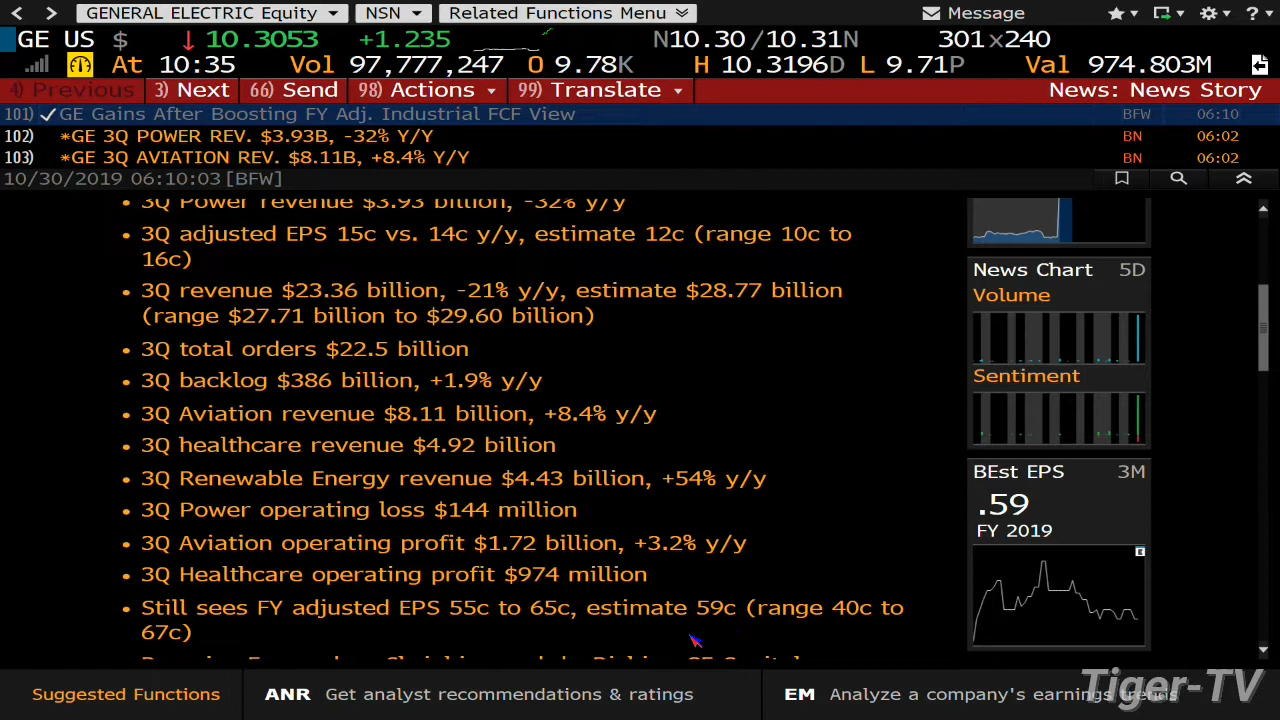 GENERAL ELECTRIC Equity NSN Related Functions Menu Message
GE US $ ↓ 10.3053 +1.235 N10.30 / 10.31N 301 x 240
At 10:35 Vol 97,777,247 O 9.78K H 10.3196D L 9.71P Val 974.803M
4) Previous 3) Next 66) Send 98) Actions 99) Translate News: News Story
101) ✓GE Gains After Boosting FY Adj. Industrial FCF View BFW 06:10
102) *GE 3Q POWER REV. $3.93B, -32% Y/Y BN 06:02
103) *GE 3Q AVIATION REV. $8.11B, +8.4% Y/Y BN 06:02
10/30/2019 06:10:03 [BFW]
• 3Q Power revenue $3.93 billion, -32% y/y
• 3Q adjusted EPS 15c vs. 14c y/y, estimate 12c (range 10c to
16c)
• 3Q revenue $23.36 billion, -21% y/y, estimate $28.77 billion
(range $27.71 billion to $29.60 billion)
• 3Q total orders $22.5 billion
• 3Q backlog $386 billion, +1.9% y/y
• 3Q Aviation revenue $8.11 billion, +8.4% y/y
• 3Q healthcare revenue $4.92 billion
• 3Q Renewable Energy revenue $4.43 billion, +54% y/y
• 3Q Power operating loss $144 million
• 3Q Aviation operating profit $1.72 billion, +3.2% y/y
• 3Q Healthcare operating profit $974 million
• Still sees FY adjusted EPS 55c to 65c, estimate 59c (range 40c to
67c)
News Chart 5D
Volume
Sentiment
BEst EPS 3M
.59
FY 2019
Suggested Functions ANR Get analyst recommendations & ratings EM Analyze a company's earnings trends
Tiger-TV